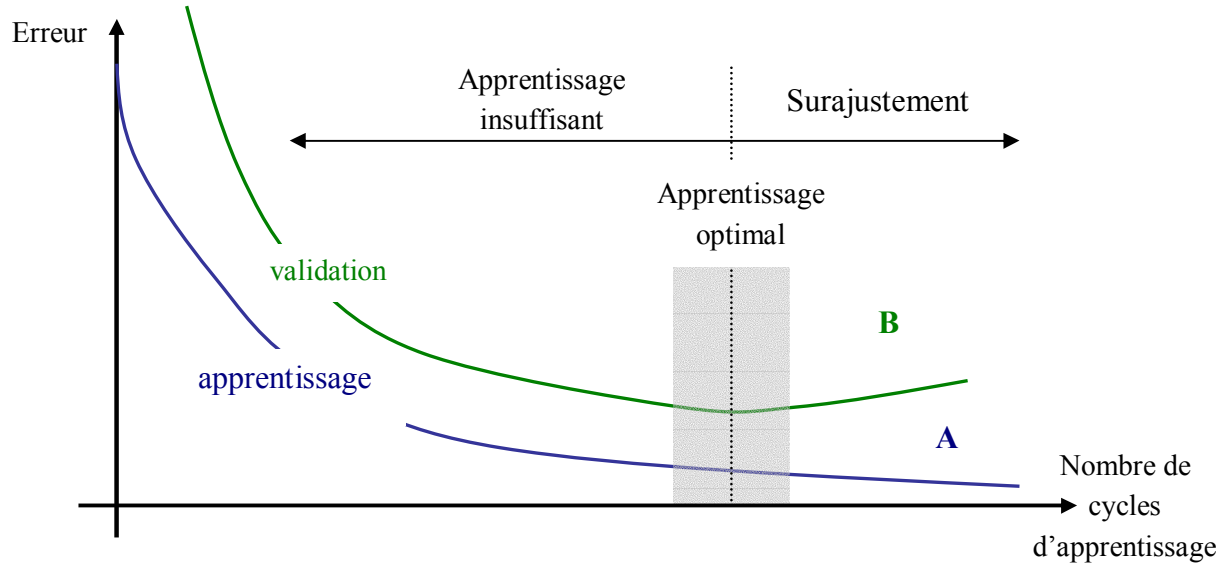 Erreur
Apprentissage
insuffisant
Surajustement
Apprentissage
optimal
validation
apprentissage
B
A
Nombre de
cycles
d’apprentissage